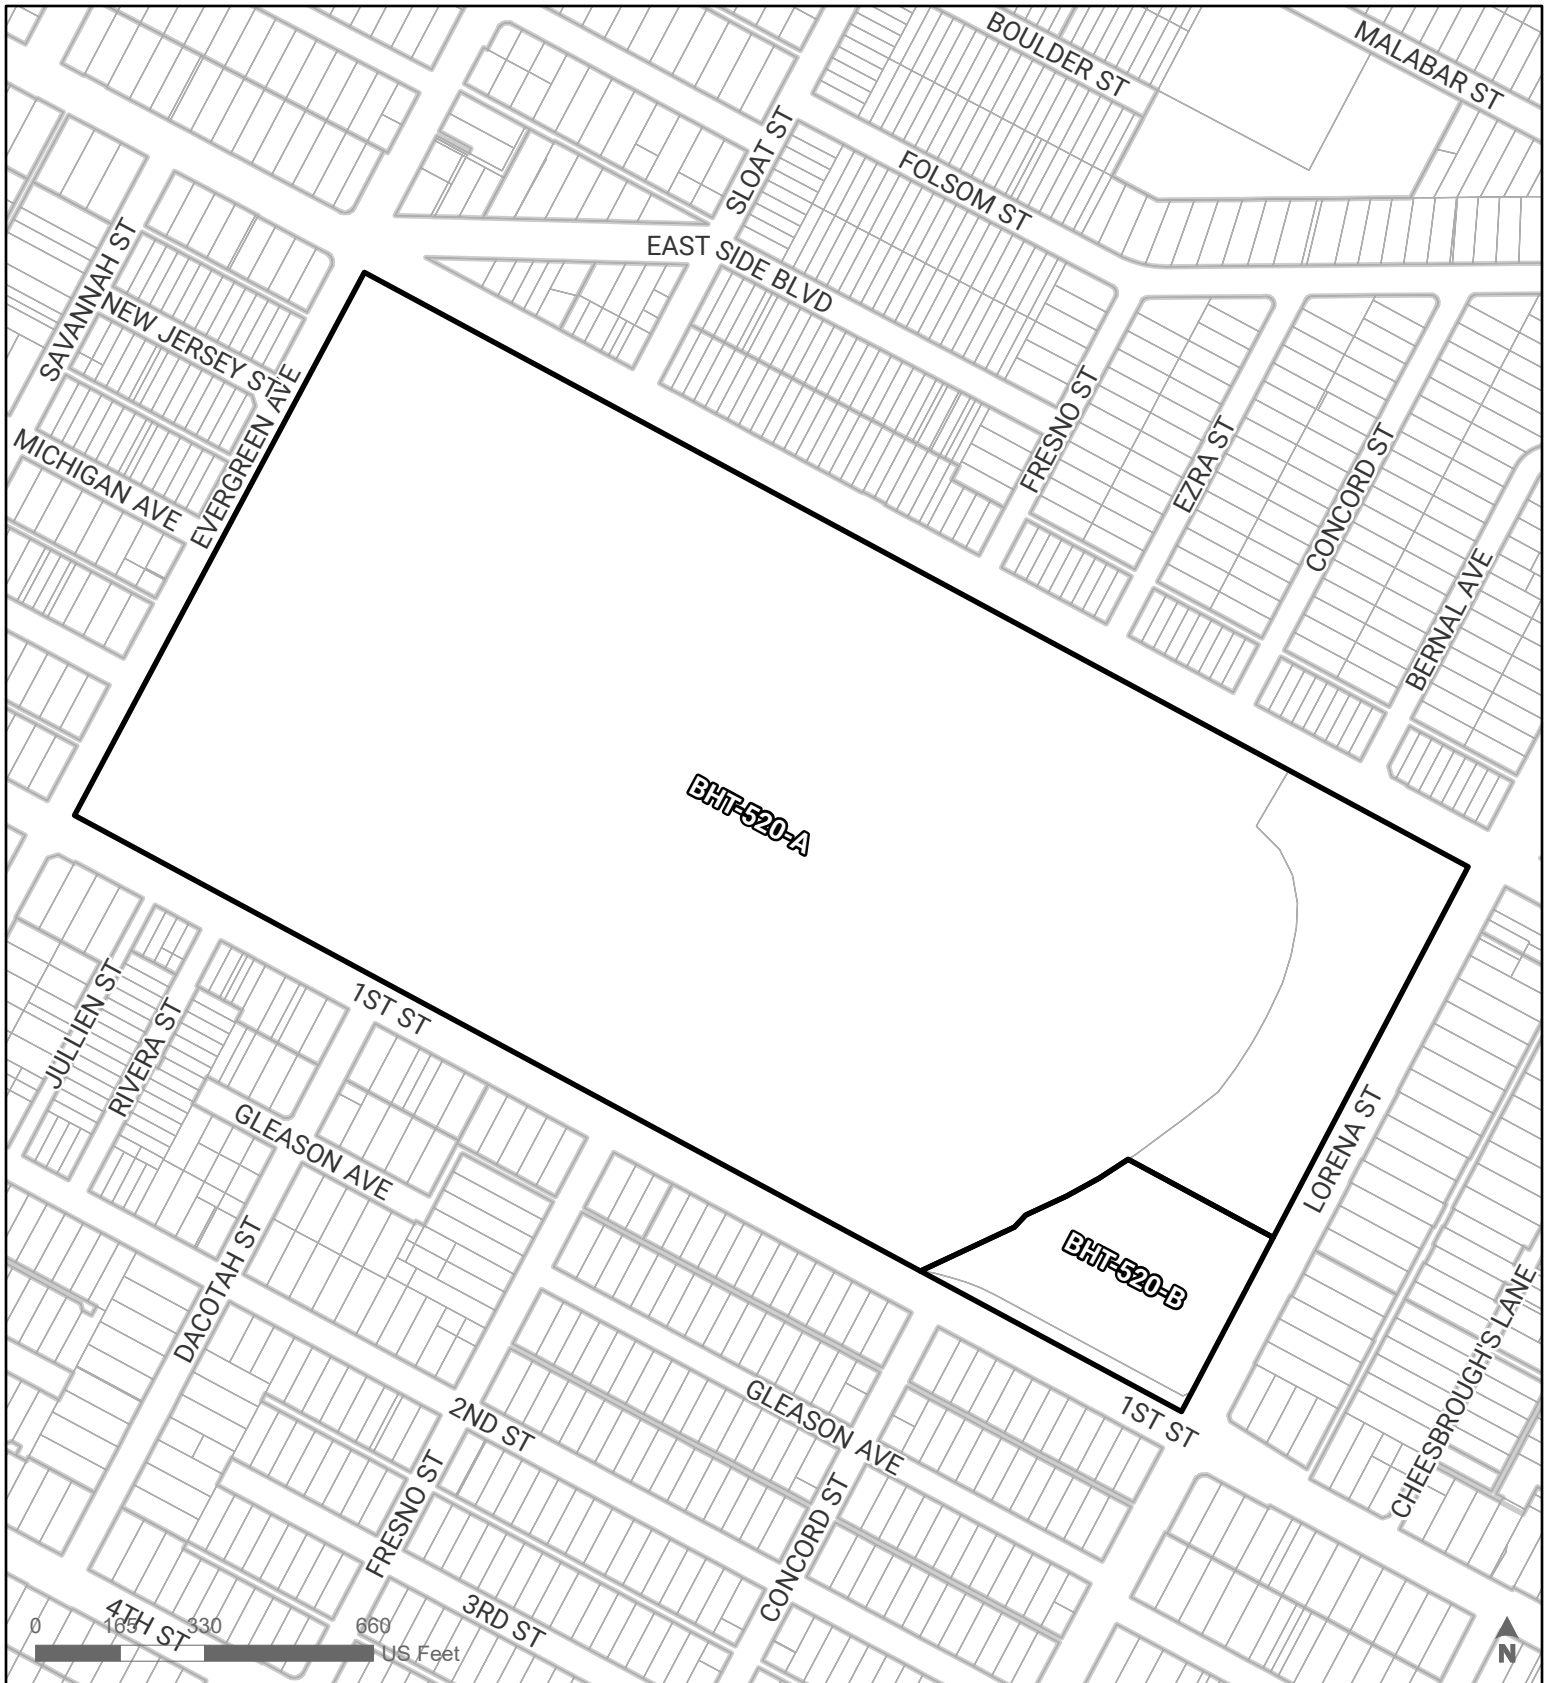 BOULDER ST
MALABAR ST
SLOAT ST
FOLSOM ST
EAST SIDE BLVD
SAVANNAH ST
NEW JERSEY ST
EVERGREEN AVE
MICHIGAN AVE
FRESNO ST
EZRA ST
CONCORD ST
BERNAL AVE
BHT-520-A
1ST ST
JULLIEN ST
RIVERA ST
GLEASON AVE
LORENA ST
BHT-520-B
DACOTAH ST
CHEESBROUGH'S LANE
GLEASON AVE
1ST ST
2ND ST
FRESNO ST
CONCORD ST
3RD ST
4TH ST
0 165 330 660
US Feet
N